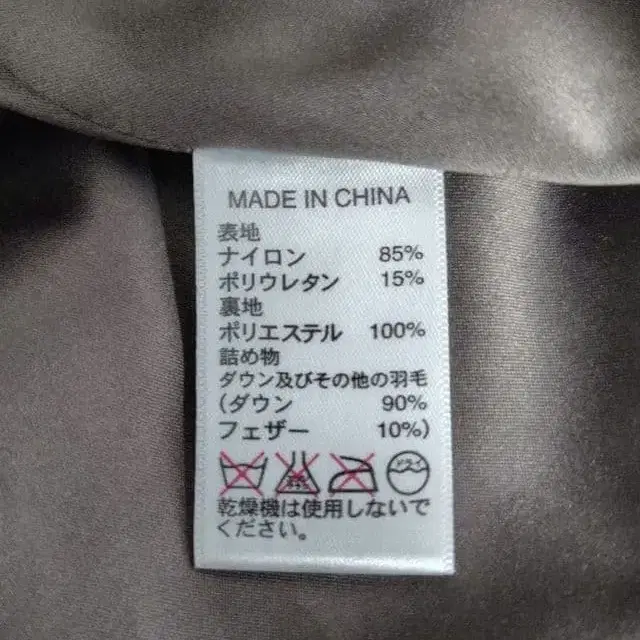 MADE IN CHINA
表地
ナイロン 85%
ポリウレタン 15%
裏地
ポリエステル 100%
詰め物
ダウン及びその他の羽毛
(ダウン 90%
フェザー 10%)
ドライ
乾燥機は使用しないで
ください。